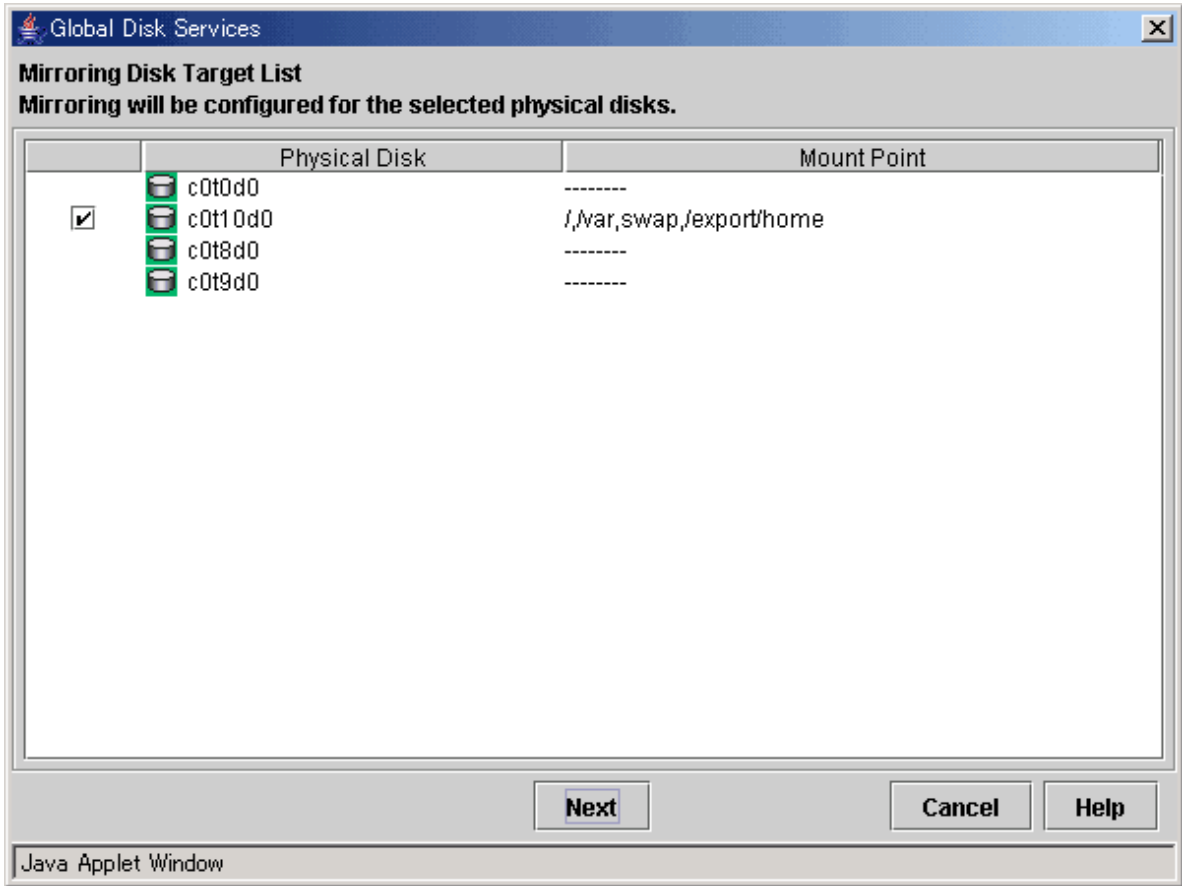 Global Disk Services
Mirroring Disk Target List
Mirroring will be configured for the selected physical disks.
Physical Disk Mount Point
c0t0d0 --------
c0t10d0 /,/var,swap,/export/home
c0t8d0 --------
c0t9d0 --------
Next Cancel Help
Java Applet Window